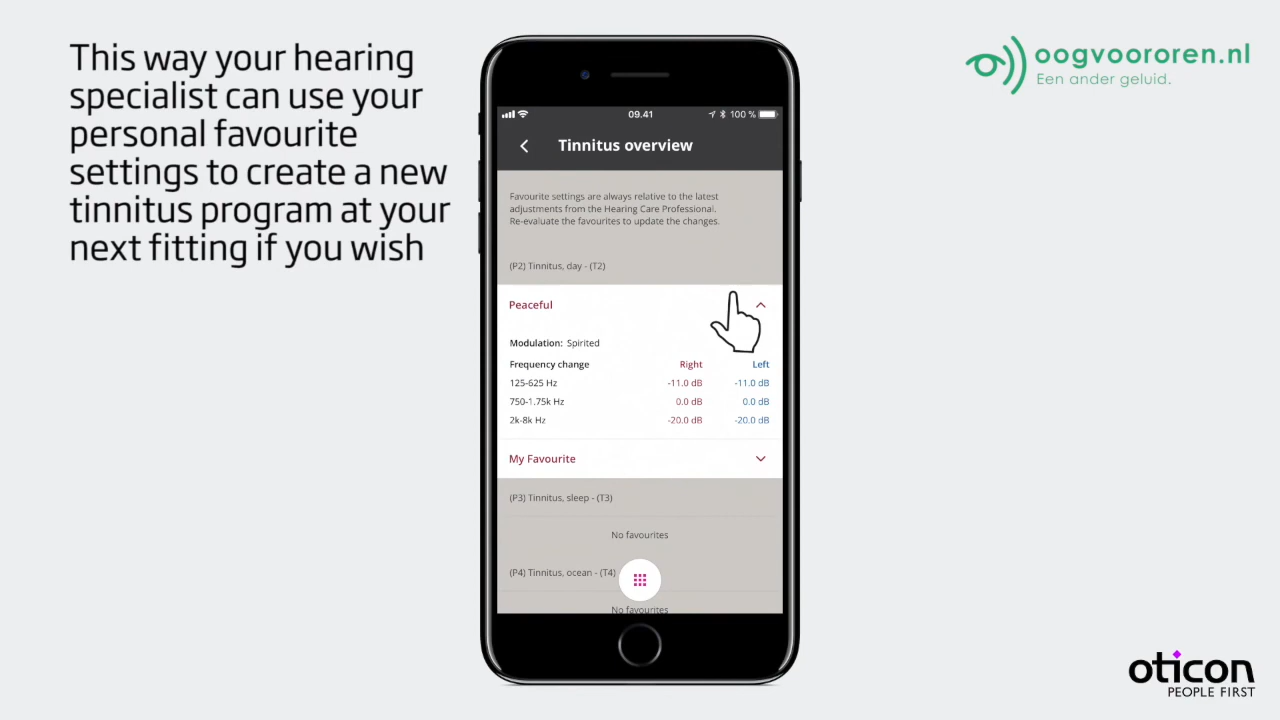 This way your hearing
specialist can use your
personal favourite
settings to create a new
tinnitus program at your
next fitting if you wish
oogvoororen.nl
Een ander geluid.
09.41
100 %
Tinnitus overview
Favourite settings are always relative to the latest
adjustments from the Hearing Care Professional.
Re-evaluate the favourites to update the changes.
(P2) Tinnitus, day - (T2)
Peaceful
Modulation: Spirited
Frequency change Right Left
125-625 Hz -11.0 dB -11.0 dB
750-1.75k Hz 0.0 dB 0.0 dB
2k-8k Hz -20.0 dB -20.0 dB
My Favourite
(P3) Tinnitus, sleep - (T3)
No favourites
(P4) Tinnitus, ocean - (T4)
No favourites
oticon
PEOPLE FIRST